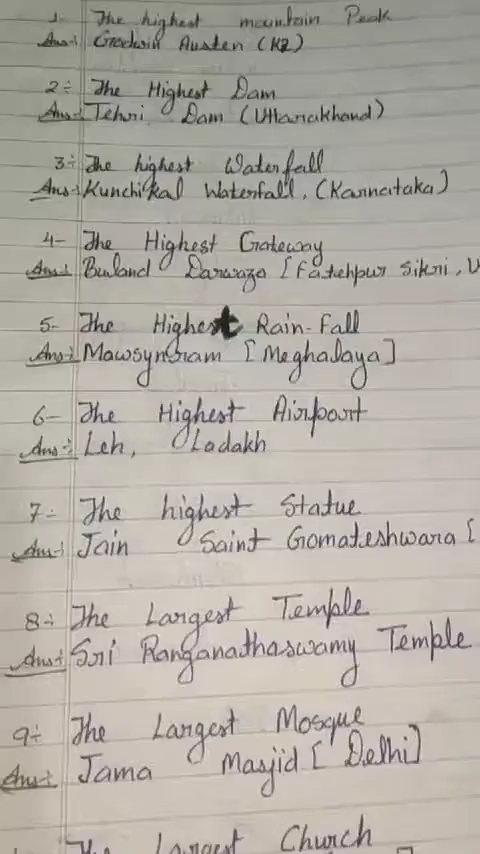 1- The highest mountain Peak
Ans:- Godwin Austen (K2)
2÷ The Highest Dam
Ans:- Tehri Dam (Uttarakhand)
3÷ The highest Waterfall
Ans:- Kunchikal Waterfall, (Karnataka)
4- The Highest Gateway
Ans:- Buland Darwaza [Fatehpur Sikri, U
5- The Highest Rain-Fall
Ans:- Mawsynram [Meghalaya]
6- The Highest Airport
Ans:- Leh, Ladakh
7- The highest Statue
Ans:- Jain Saint Gomateshwara [
8÷ The Largest Temple
Ans:- Sri Ranganathaswamy Temple
9÷ The Largest Mosque
Ans:- Jama Masjid [Delhi]
The Largest Church